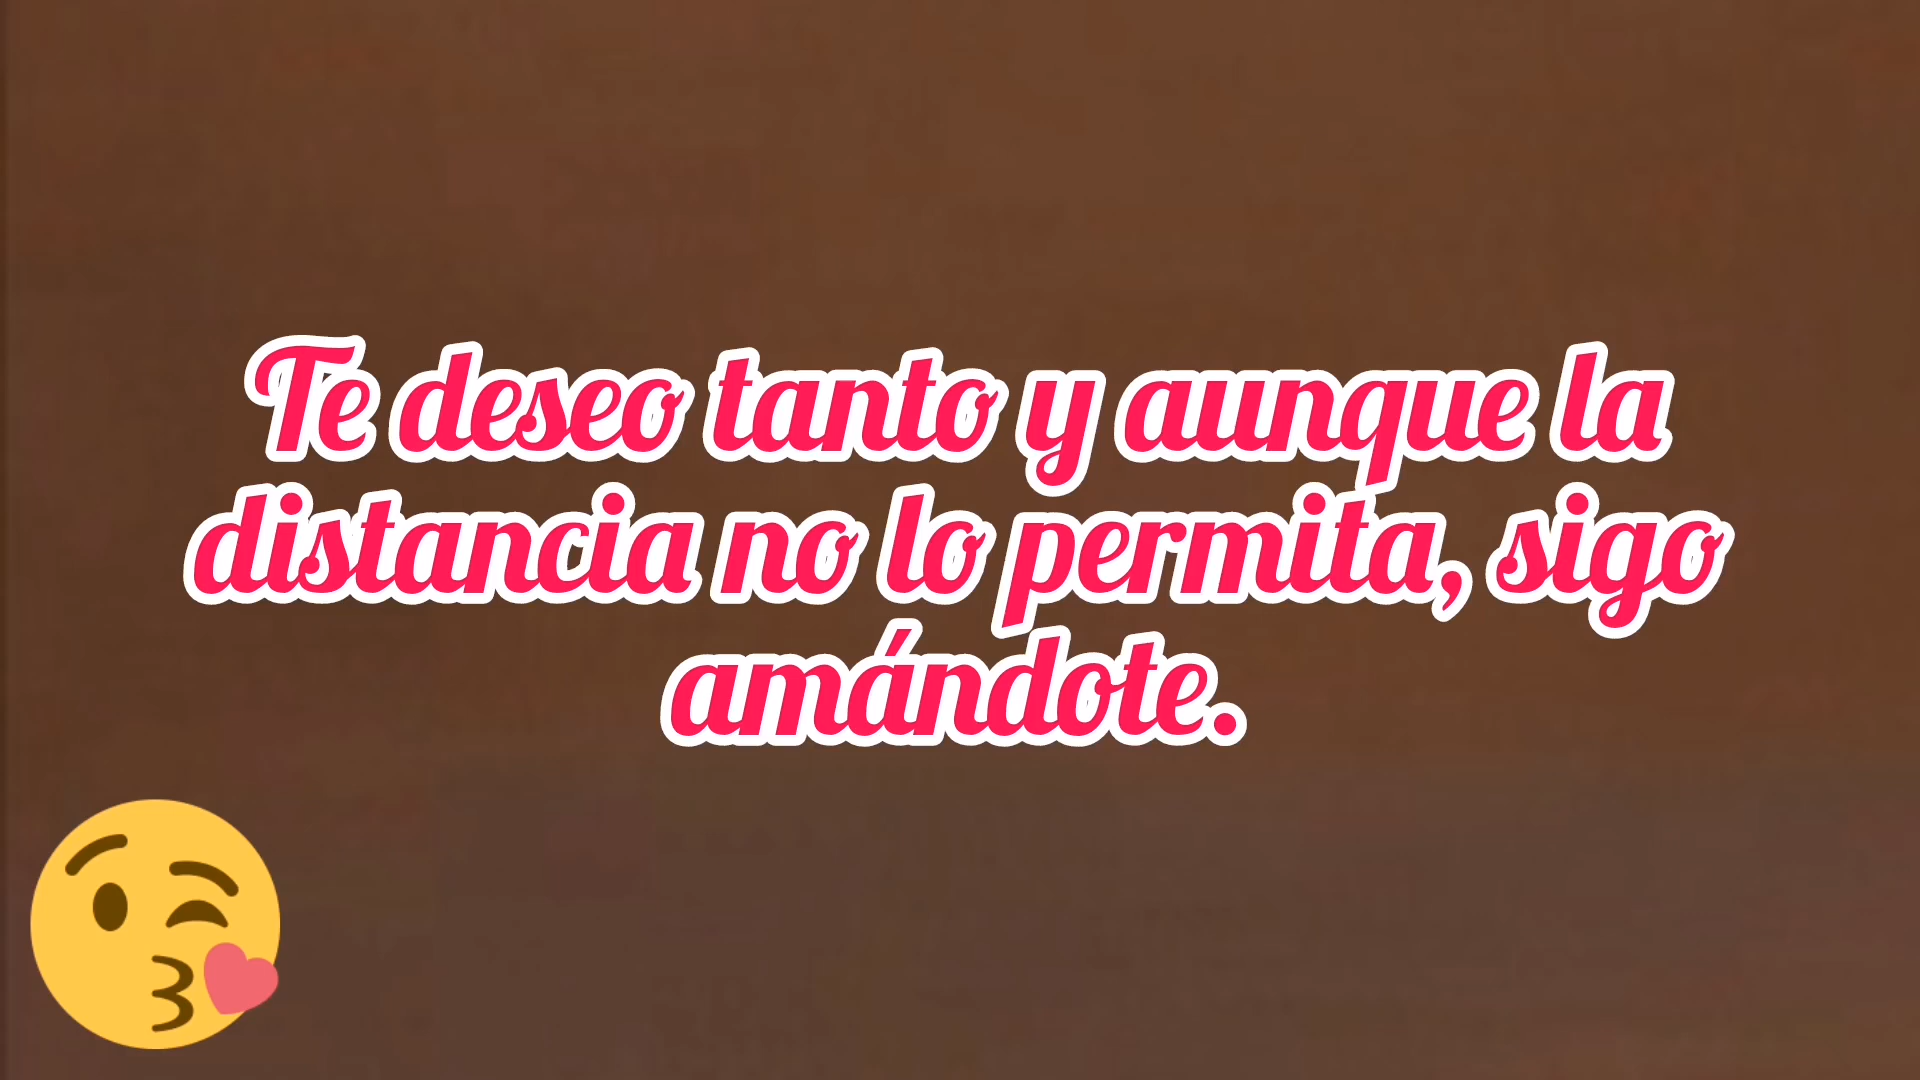 Te deseo tanto y aunque la
distancia no lo permita, sigo
amándote.